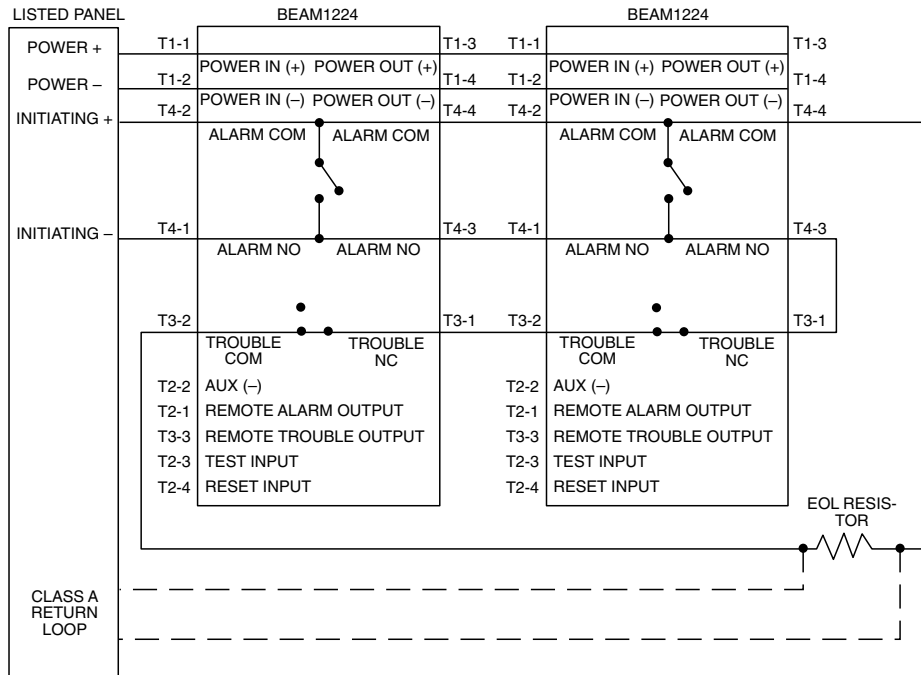 LISTED PANEL
BEAM1224
BEAM1224
POWER +
T1-1
T1-3
T1-1
T1-3
POWER IN (+) POWER OUT (+)
POWER IN (+) POWER OUT (+)
POWER –
T1-2
T1-4
T1-2
T1-4
POWER IN (–) POWER OUT (–)
POWER IN (–) POWER OUT (–)
INITIATING +
T4-2
T4-4
T4-2
T4-4
ALARM COM ALARM COM
ALARM COM ALARM COM
INITIATING –
T4-1
T4-3
T4-1
T4-3
ALARM NO ALARM NO
ALARM NO ALARM NO
T3-2
T3-1
T3-2
T3-1
TROUBLE
COM
TROUBLE
NC
TROUBLE
COM
TROUBLE
NC
T2-2 AUX (–)
T2-1 REMOTE ALARM OUTPUT
T3-3 REMOTE TROUBLE OUTPUT
T2-3 TEST INPUT
T2-4 RESET INPUT
T2-2 AUX (–)
T2-1 REMOTE ALARM OUTPUT
T3-3 REMOTE TROUBLE OUTPUT
T2-3 TEST INPUT
T2-4 RESET INPUT
EOL RESIS-
TOR
CLASS A
RETURN
LOOP